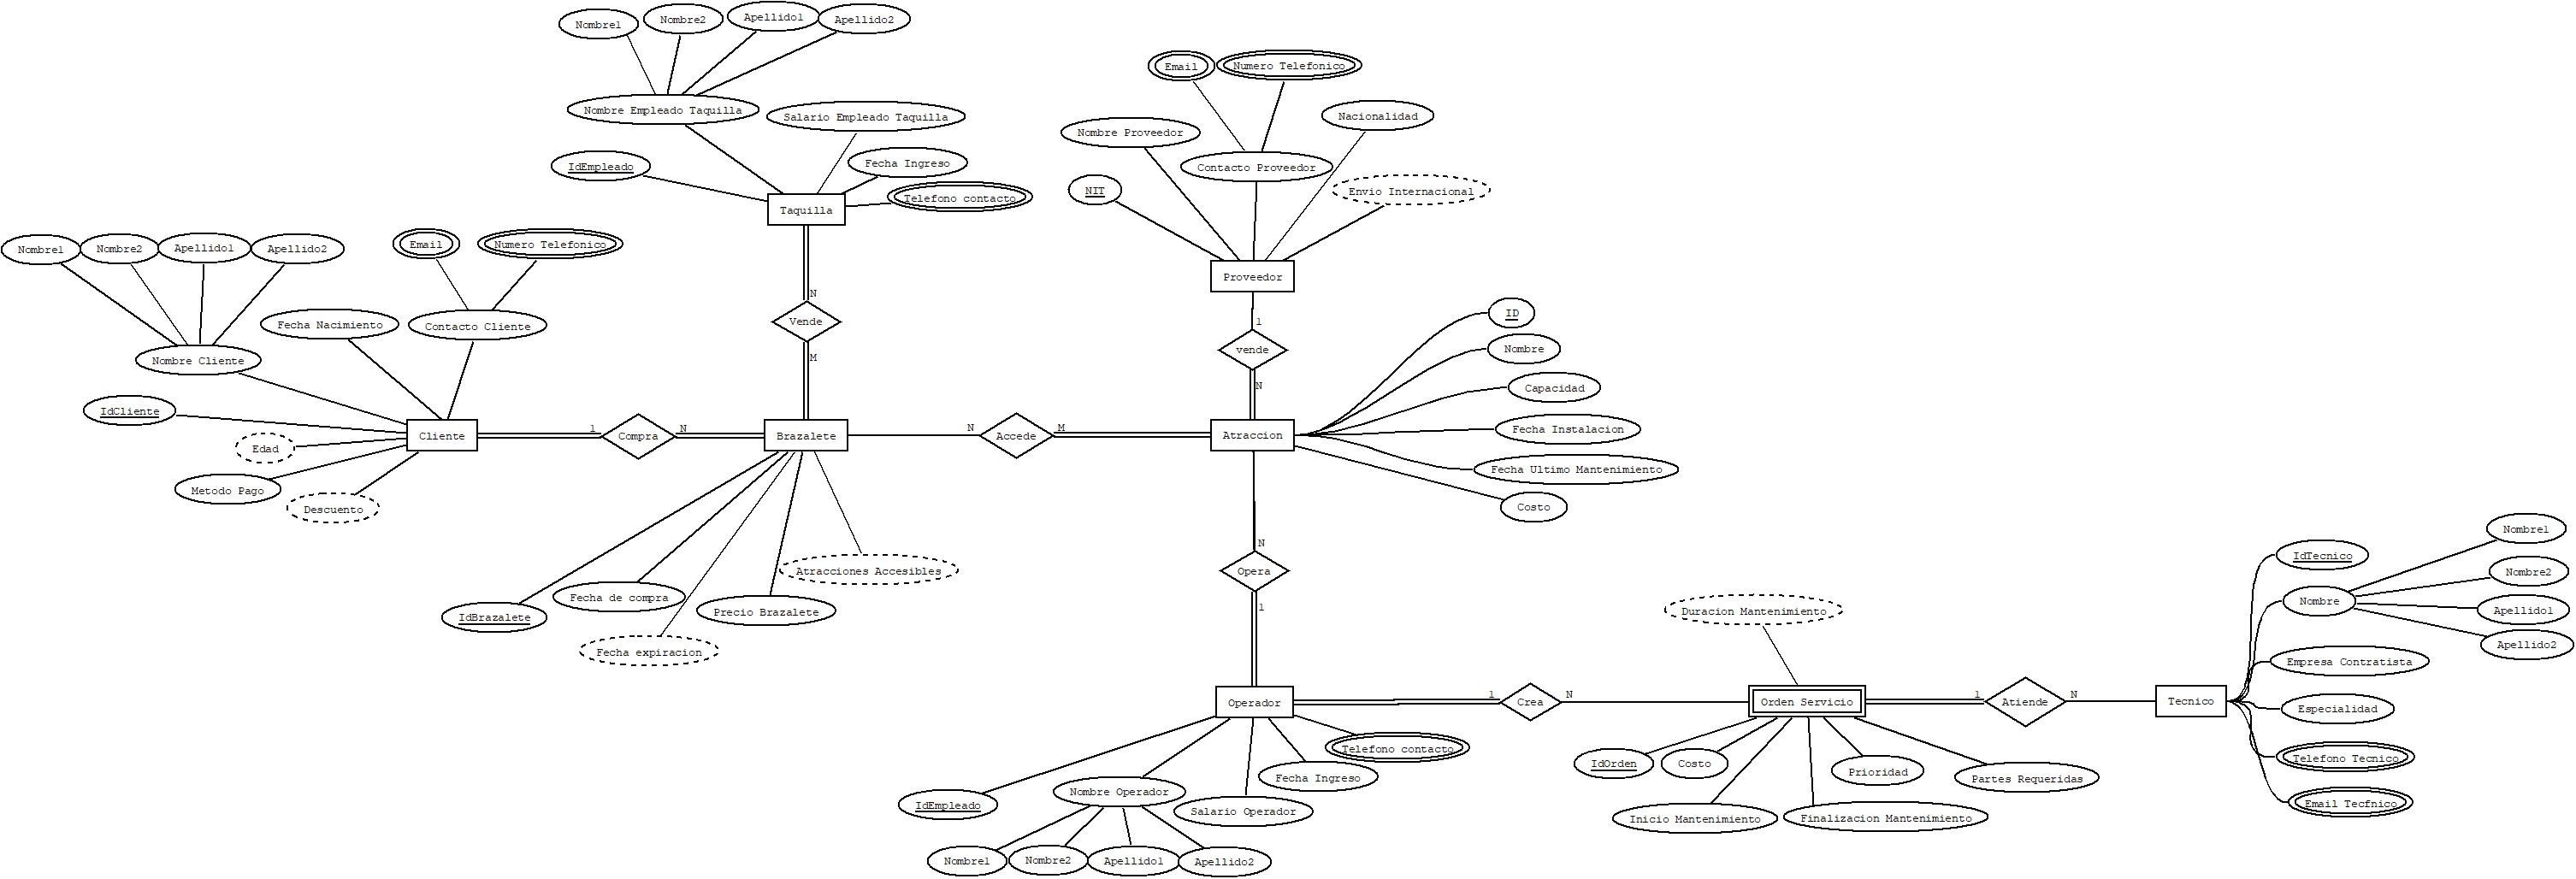 Nombre1
Nombre2
Apellido1
Apellido2
Nombre Empleado Taquilla
Salario Empleado Taquilla
IdEmpleado
Fecha Ingreso
Telefono contacto
Taquilla
Email
Numero Telefonico
Nombre Proveedor
Nacionalidad
Contacto Proveedor
NIT
Envio Internacional
Proveedor
Nombre1
Nombre2
Apellido1
Apellido2
Email
Numero Telefonico
Fecha Nacimiento
Contacto Cliente
Nombre Cliente
IdCliente
Edad
Metodo Pago
Descuento
Cliente
1
Compra
N
N
Vende
M
Brazalete
N
Accede
M
1
vende
N
Atraccion
ID
Nombre
Capacidad
Fecha Instalacion
Fecha Ultimo Mantenimiento
Costo
IdBrazalete
Fecha de compra
Fecha expiracion
Precio Brazalete
Atracciones Accesibles
N
Opera
1
Operador
1
Crea
N
Duracion Mantenimiento
Orden Servicio
1
Atiende
N
Tecnico
IdTecnico
Nombre
Nombre1
Nombre2
Apellido1
Apellido2
Empresa Contratista
Especialidad
Telefono Tecnico
Email Tecfnico
Telefono contacto
Fecha Ingreso
Salario Operador
Nombre Operador
IdEmpleado
Nombre1
Nombre2
Apellido1
Apellido2
IdOrden
Costo
Prioridad
Partes Requeridas
Inicio Mantenimiento
Finalizacion Mantenimiento